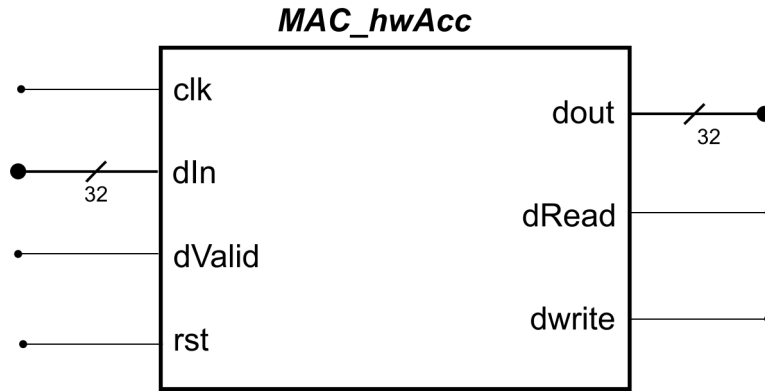 MAC_hwAcc
clk
dIn
32
dValid
rst
dout
32
dRead
dwrite